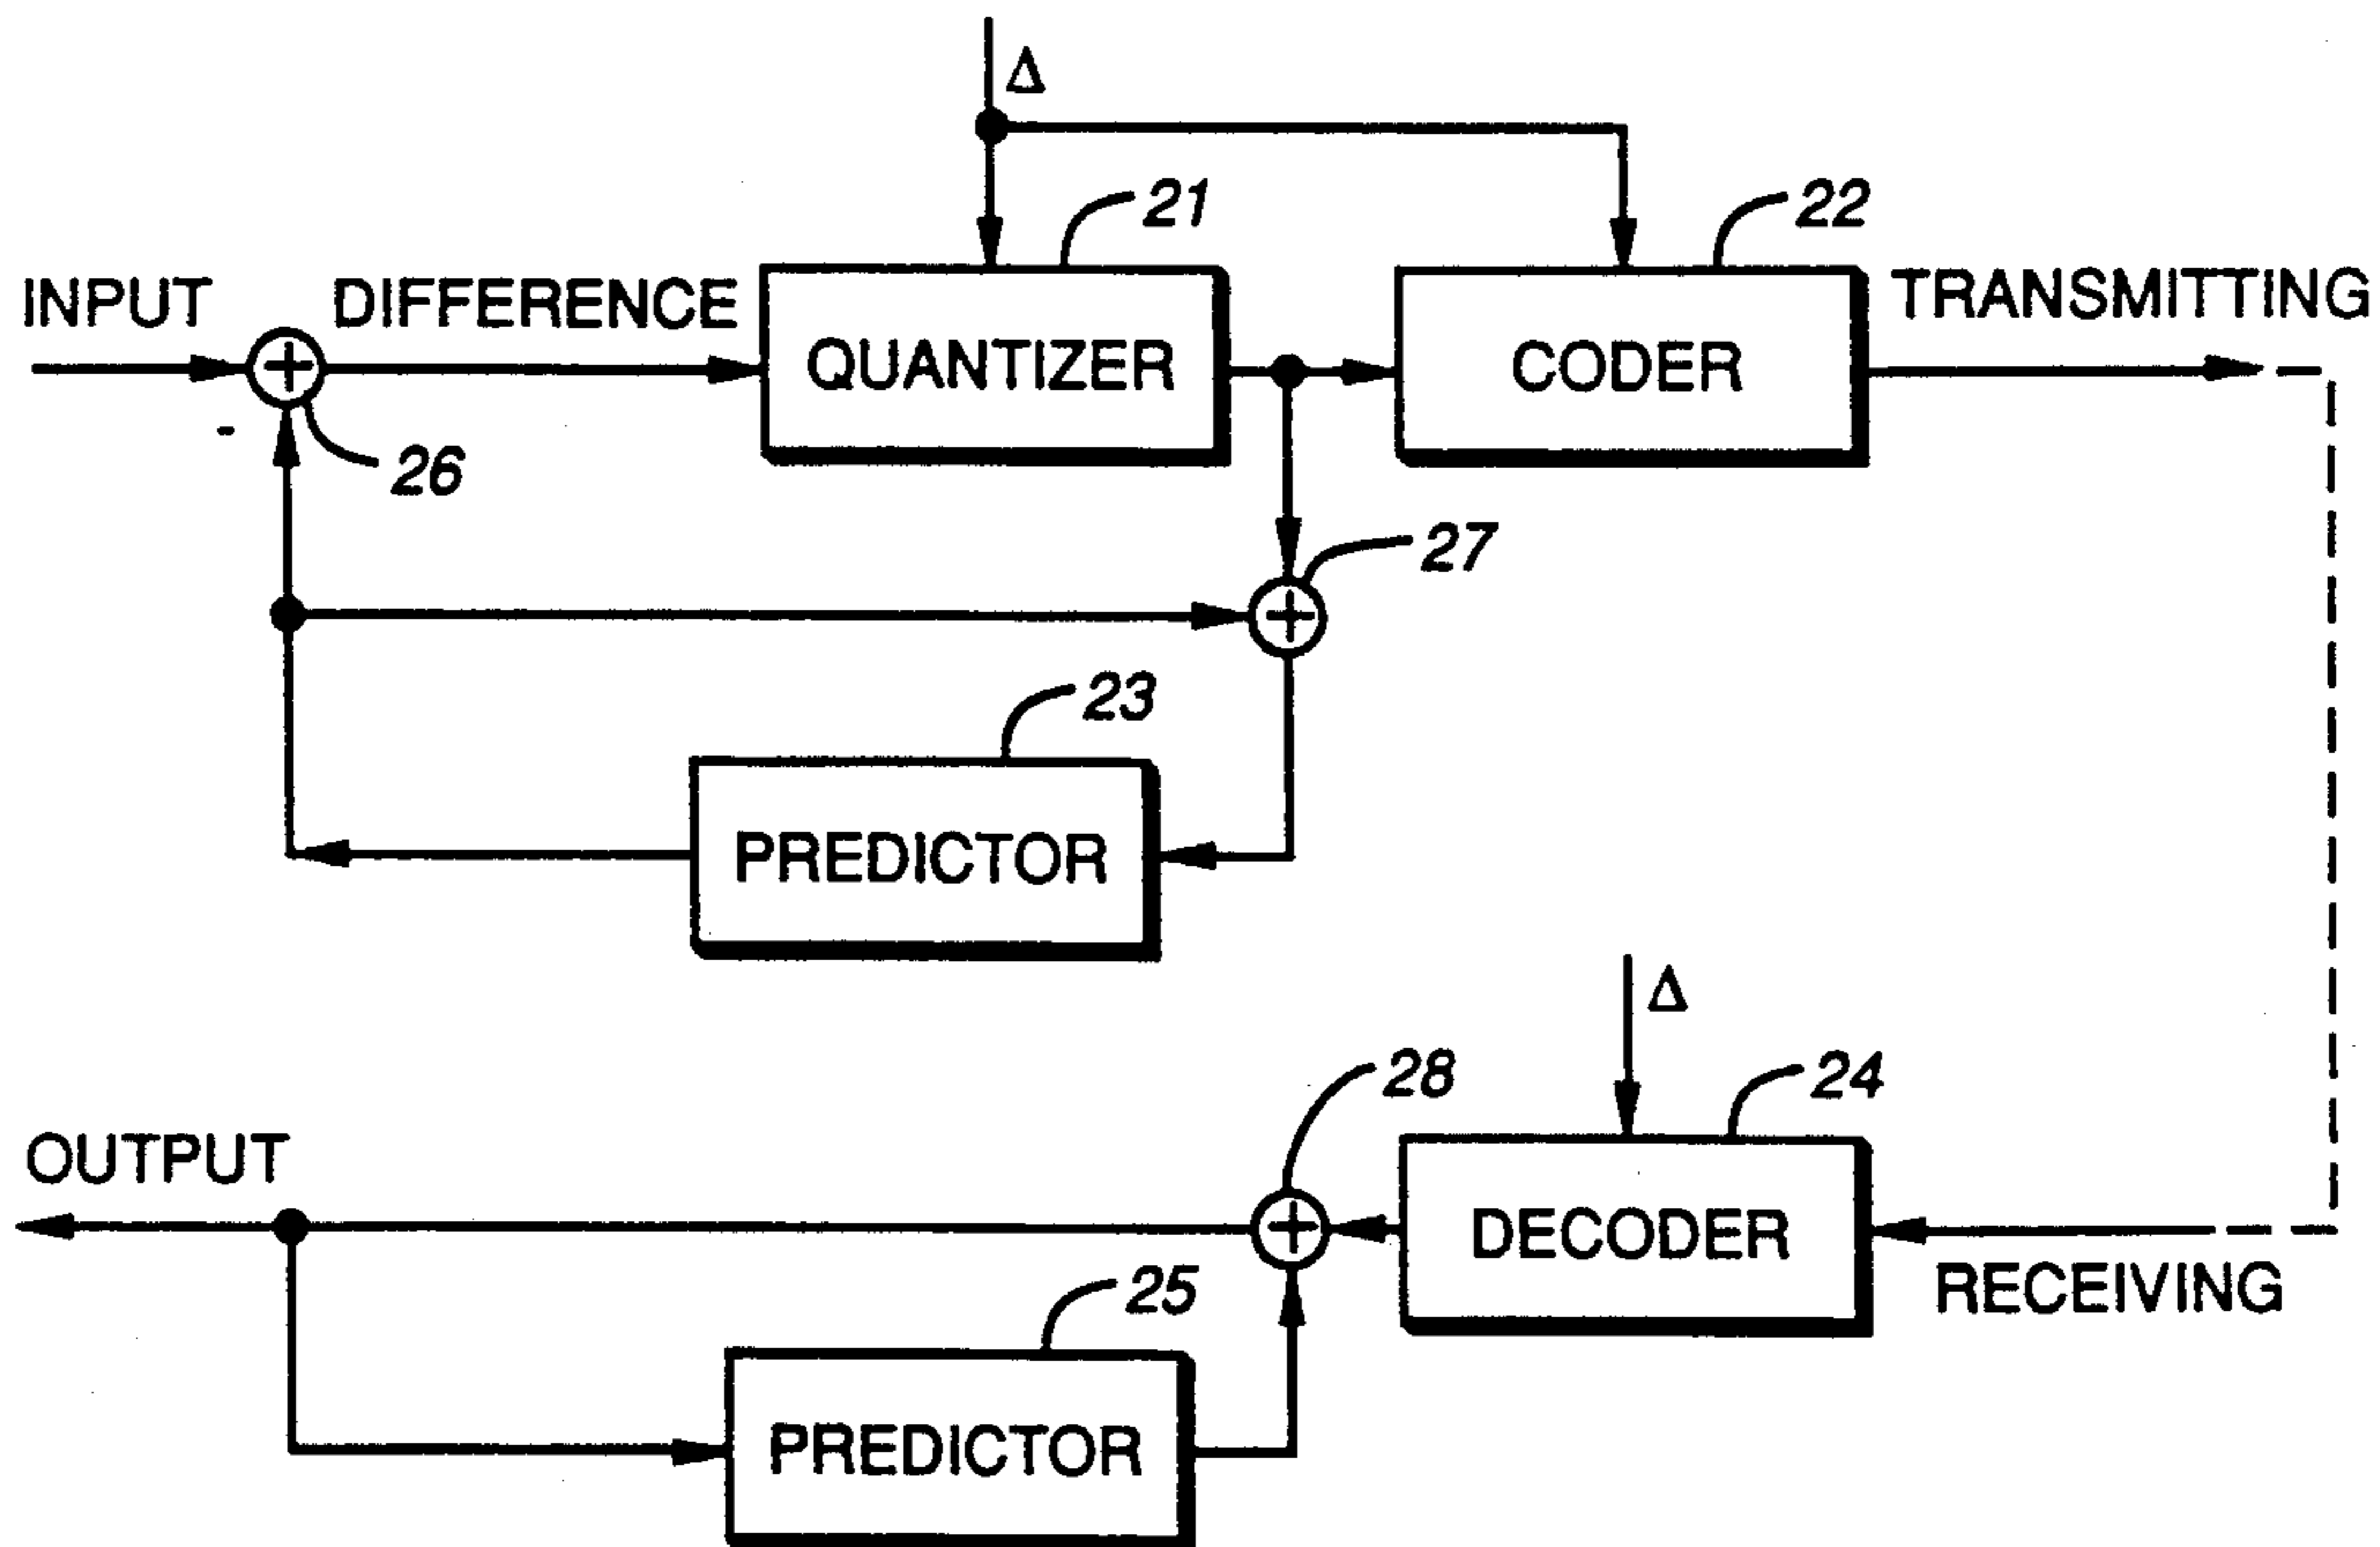 Δ
21
22
INPUT
DIFFERENCE
QUANTIZER
CODER
TRANSMITTING
+
-
26
27
+
23
PREDICTOR
Δ
28
24
OUTPUT
+
DECODER
RECEIVING
25
PREDICTOR